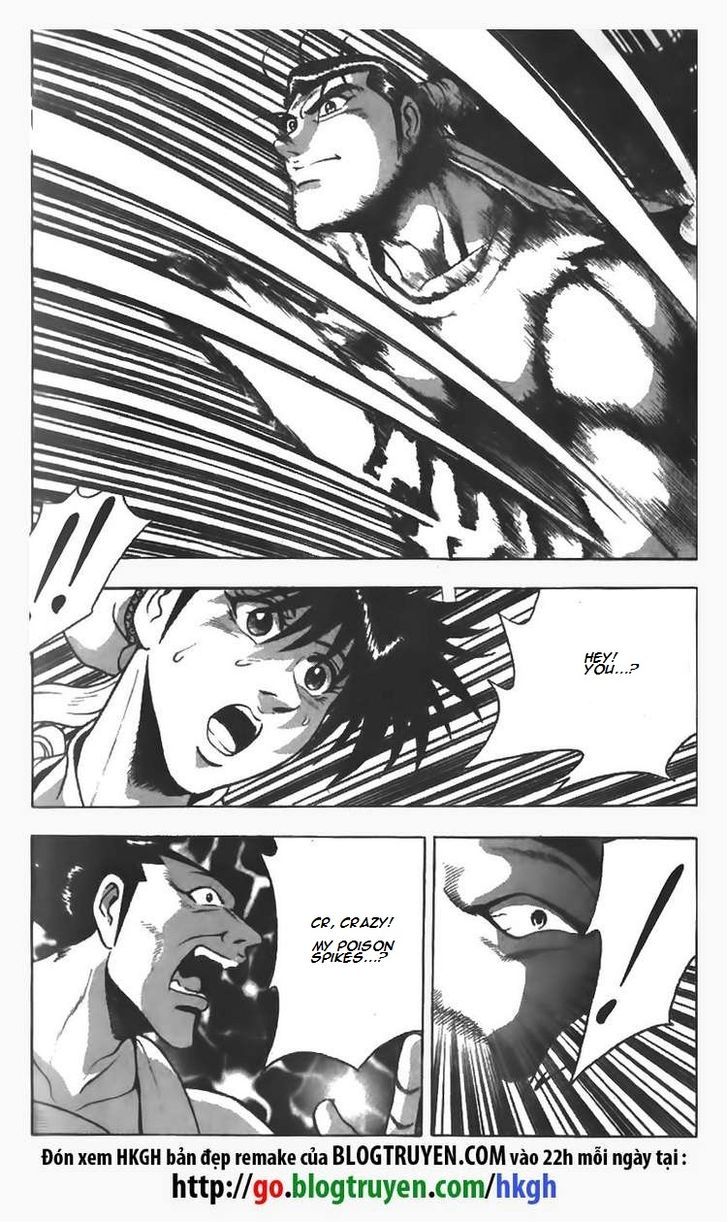 !!
HEY!
YOU...?
CR, CRAZY!
MY POISON
SPIKES...?
!
Đón xem HKGH bản đẹp remake của BLOGTRUYEN.COM vào 22h mỗi ngày tại :
http://go.blogtruyen.com/hkgh